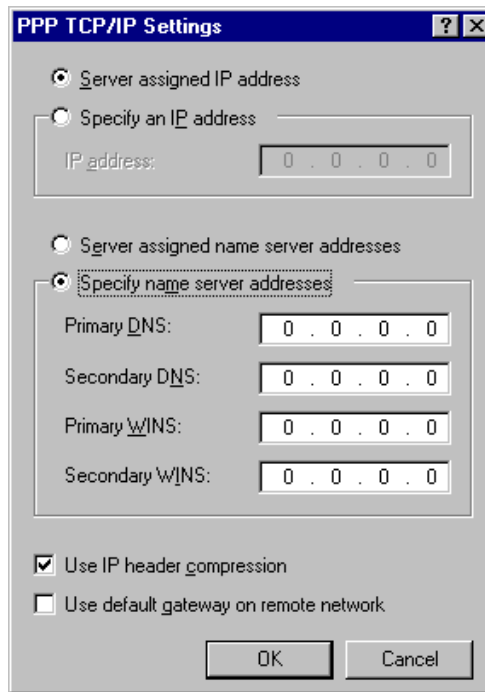 PPP TCP/IP Settings
Server assigned IP address
Specify an IP address
IP address: 0 . 0 . 0 . 0
Server assigned name server addresses
Specify name server addresses
Primary DNS: 0 . 0 . 0 . 0
Secondary DNS: 0 . 0 . 0 . 0
Primary WINS: 0 . 0 . 0 . 0
Secondary WINS: 0 . 0 . 0 . 0
Use IP header compression
Use default gateway on remote network
OK Cancel